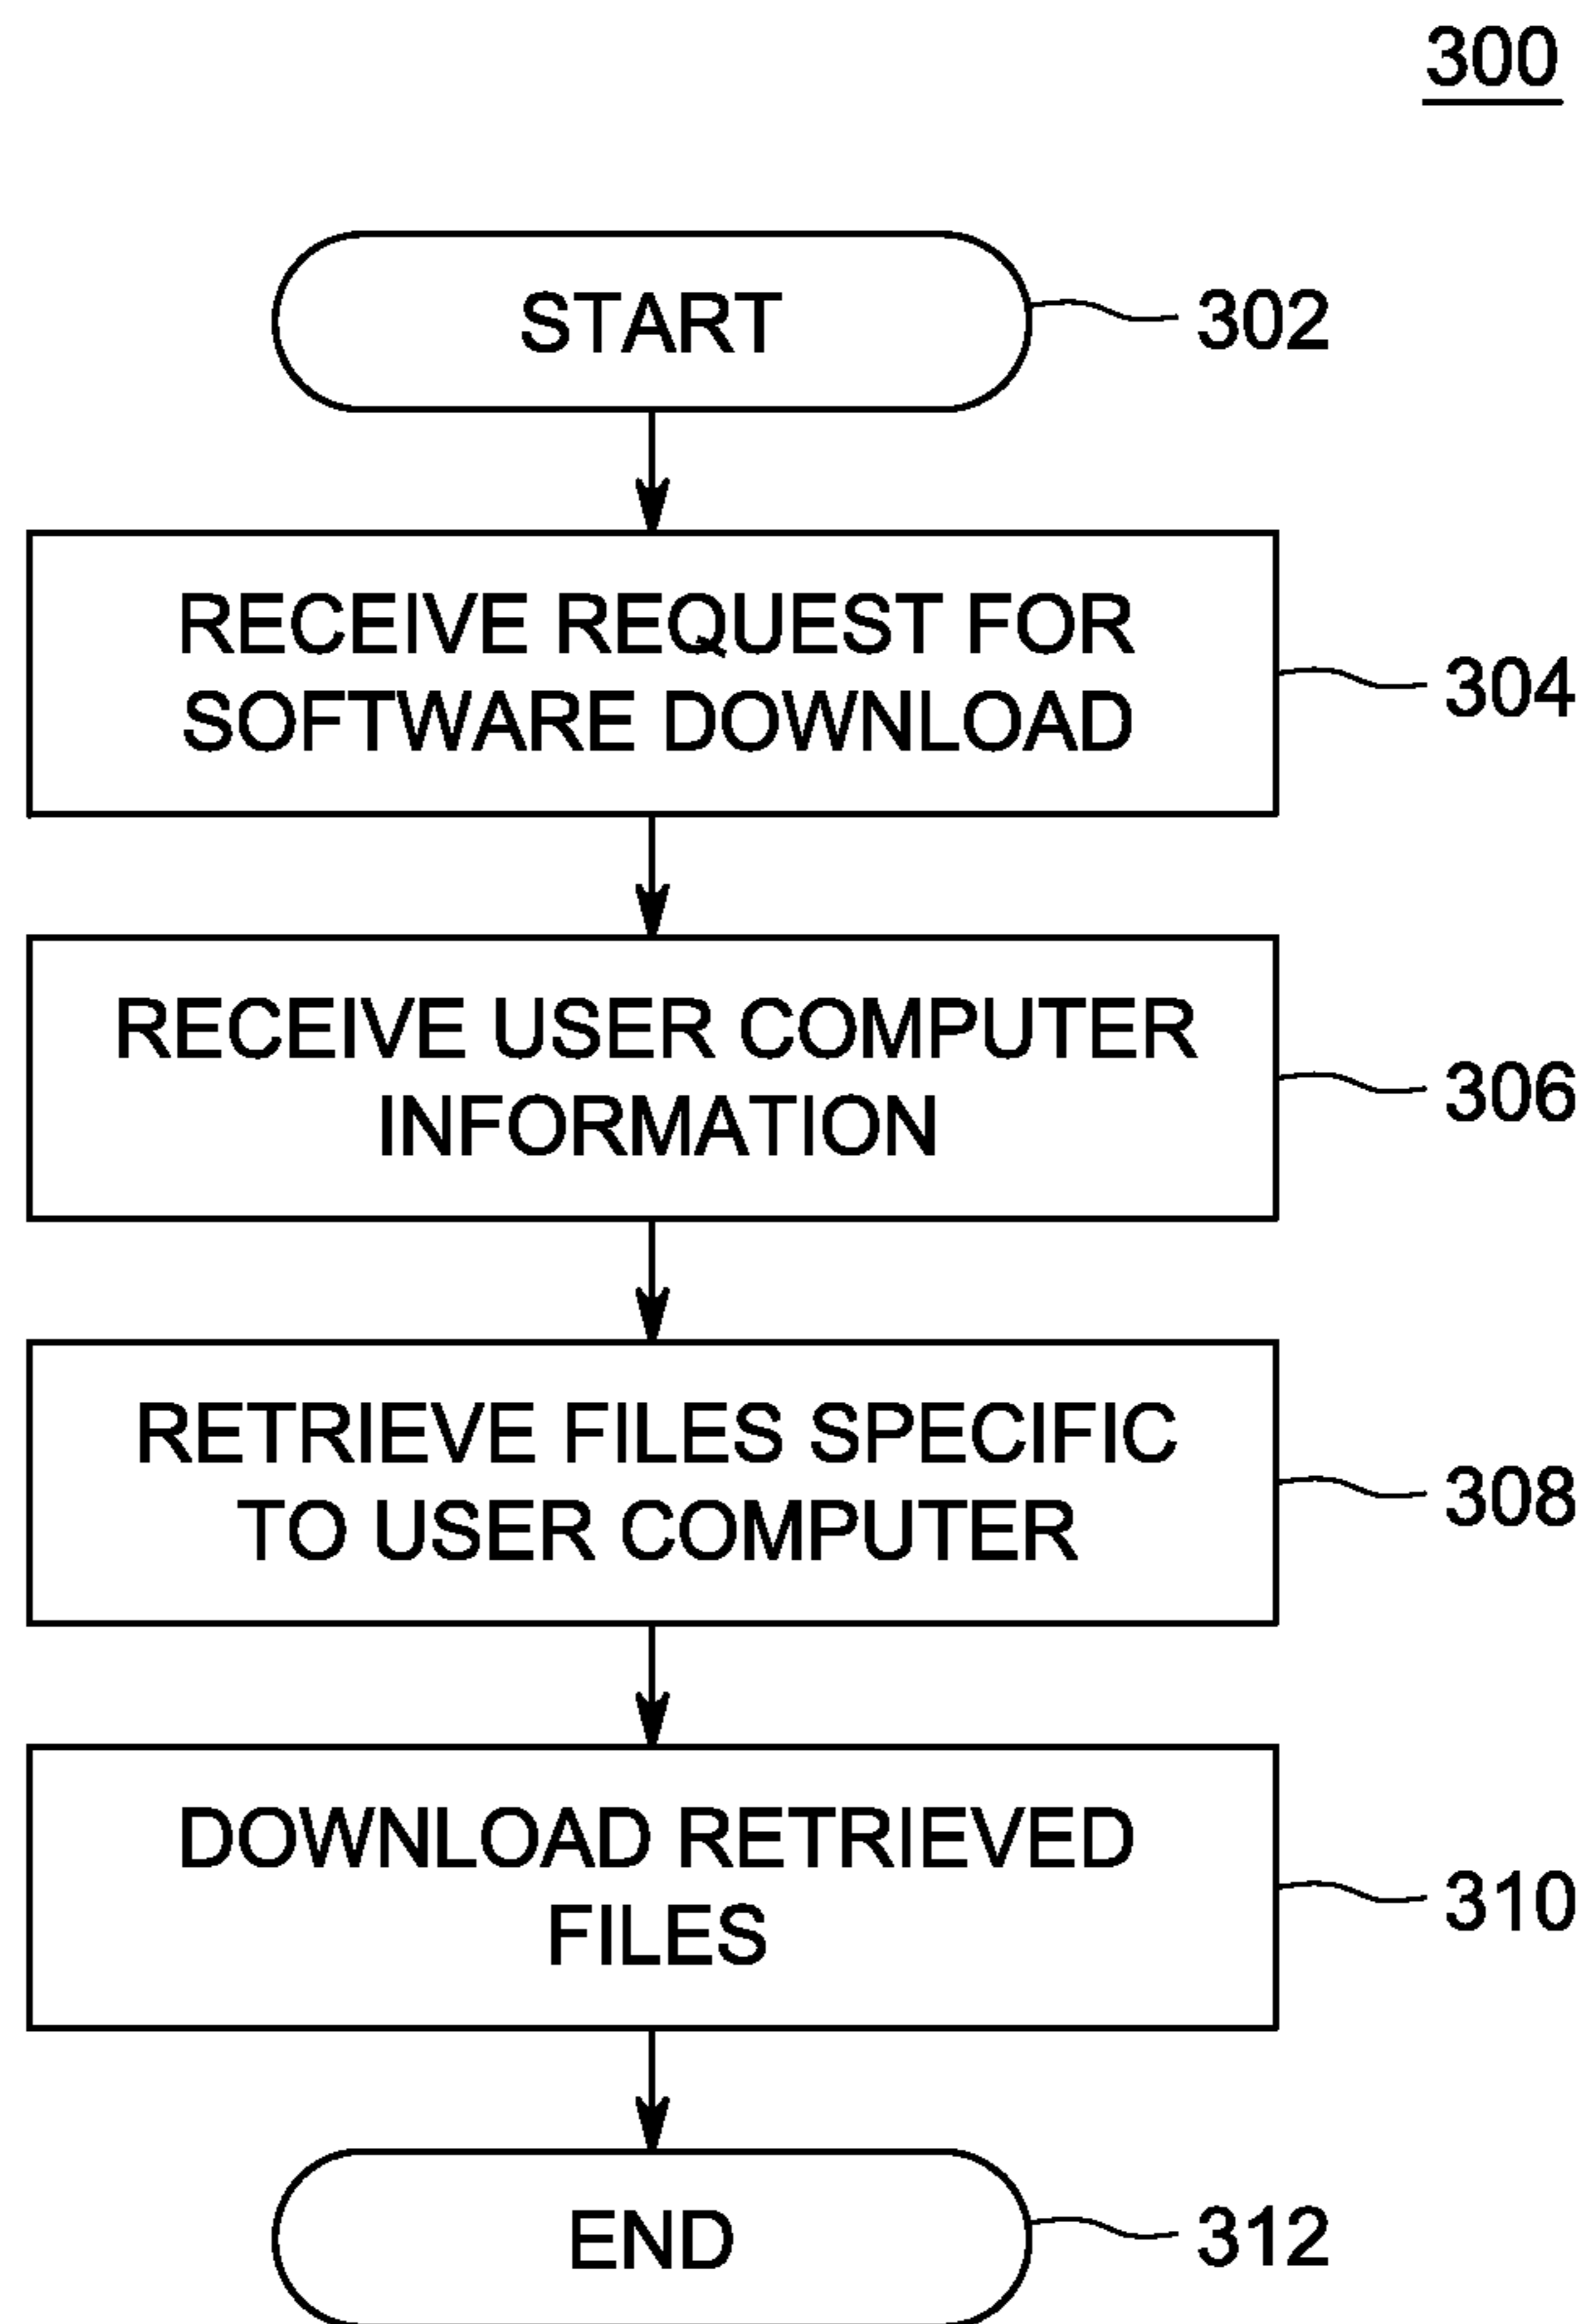 300
START
302
RECEIVE REQUEST FOR
SOFTWARE DOWNLOAD
304
RECEIVE USER COMPUTER
INFORMATION
306
RETRIEVE FILES SPECIFIC
TO USER COMPUTER
308
DOWNLOAD RETRIEVED
FILES
310
END
312